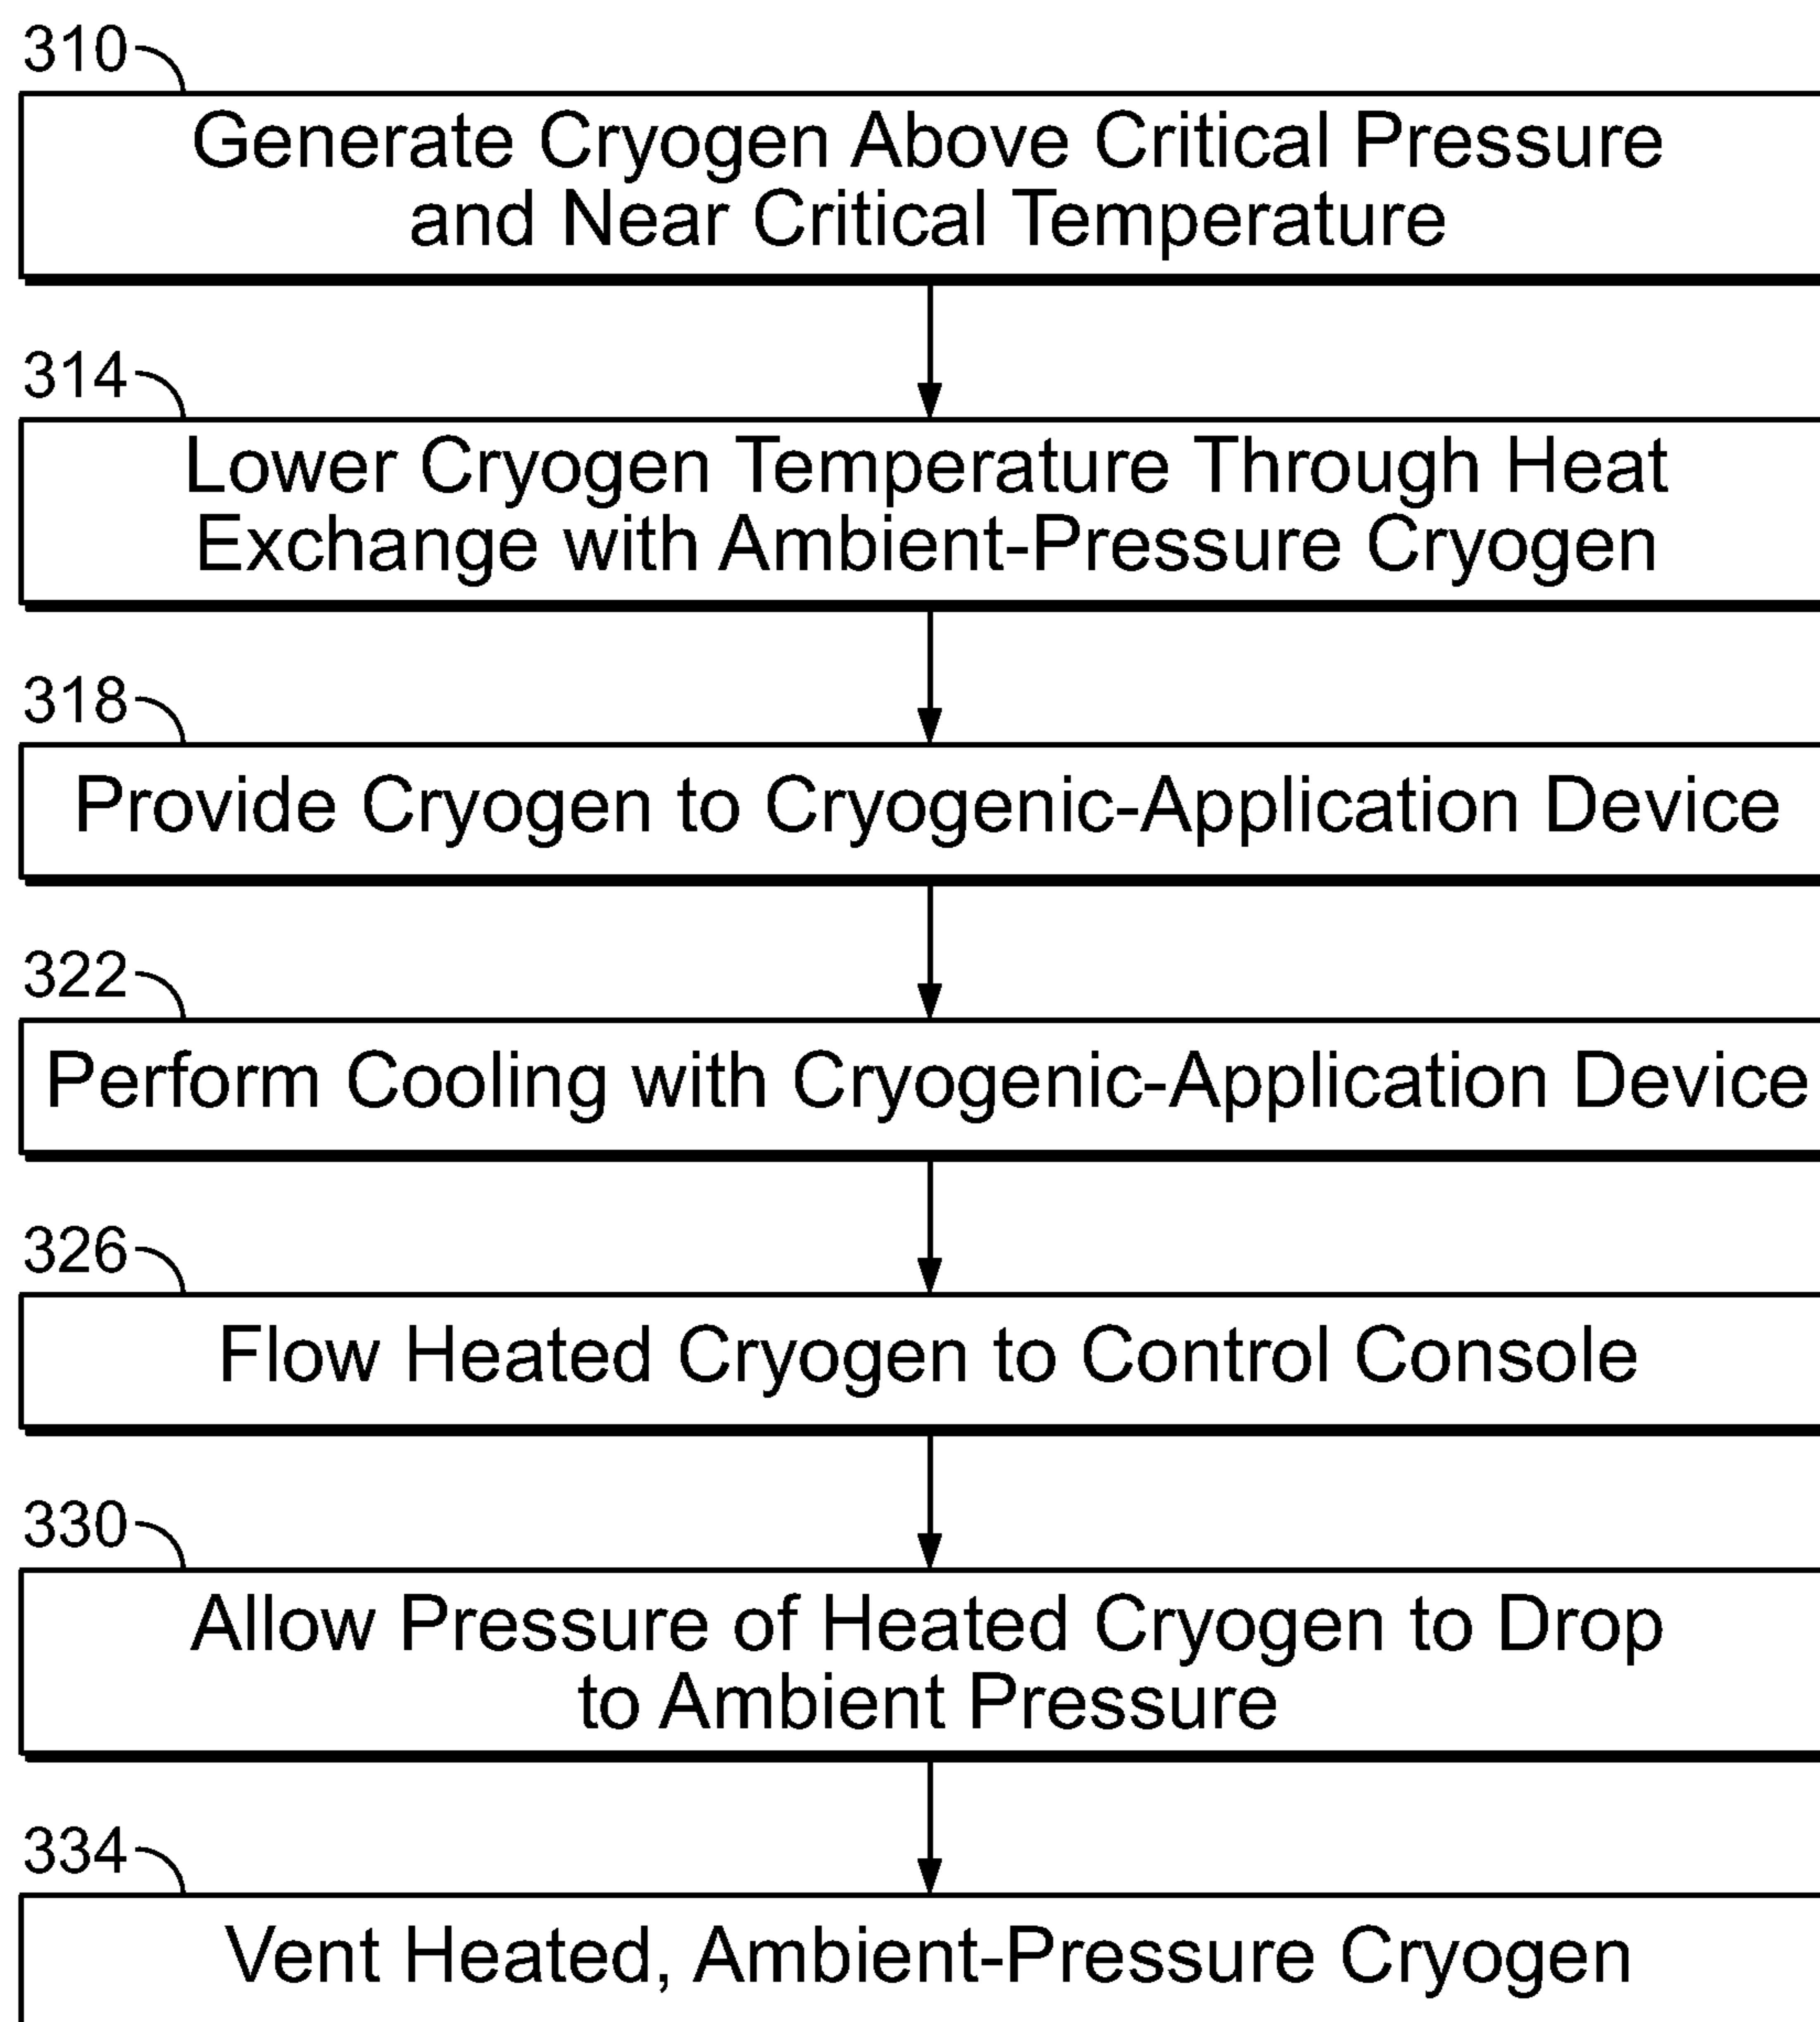 310
Generate Cryogen Above Critical Pressure
and Near Critical Temperature
314
Lower Cryogen Temperature Through Heat
Exchange with Ambient-Pressure Cryogen
318
Provide Cryogen to Cryogenic-Application Device
322
Perform Cooling with Cryogenic-Application Device
326
Flow Heated Cryogen to Control Console
330
Allow Pressure of Heated Cryogen to Drop
to Ambient Pressure
334
Vent Heated, Ambient-Pressure Cryogen